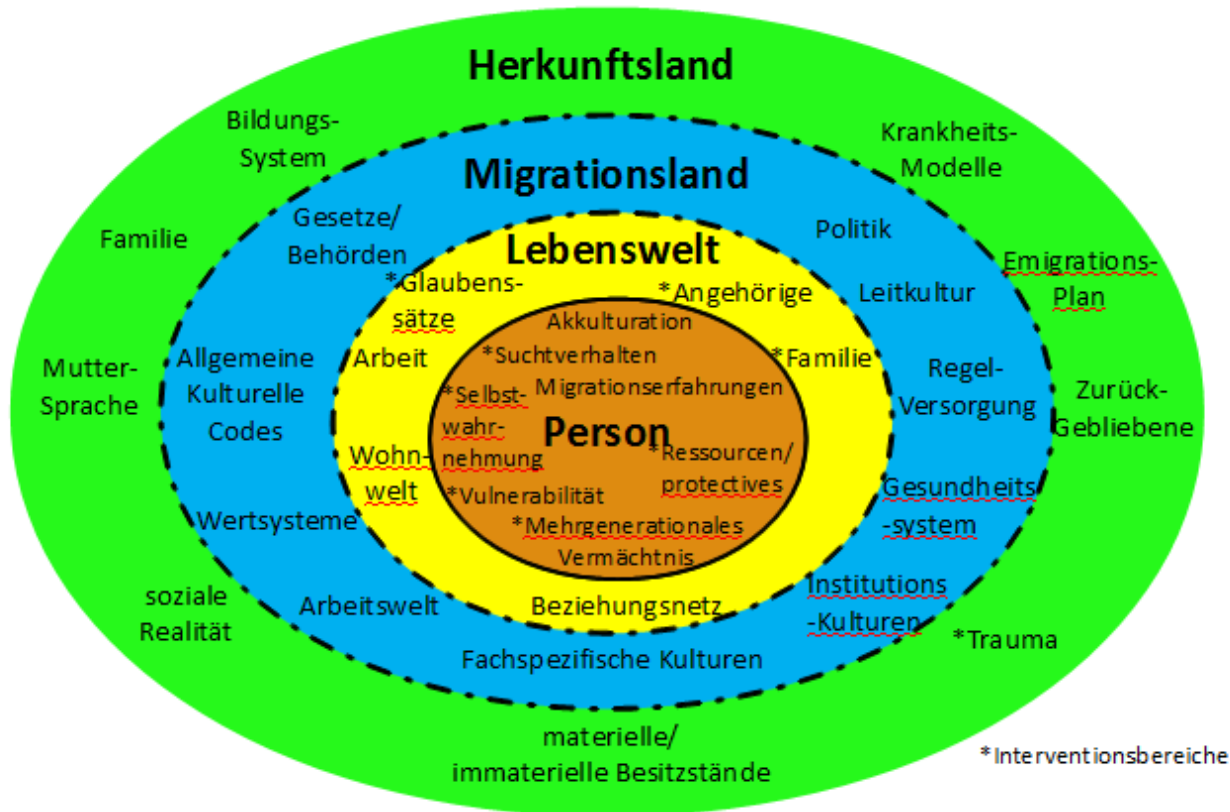 Herkunftsland
Bildungs-
System
Krankheits-
Modelle
Migrationsland
Familie
Gesetze/
Behörden
Politik
Lebenswelt
*Glaubens-
sätze
*Angehörige
Leitkultur
Emigrations-
Plan
Akkulturation
Arbeit
*Suchtverhalten
*Familie
Mutter-
Sprache
Allgemeine
Kulturelle
Codes
Migrationserfahrungen
*Selbst-
wahr-
nehmung
Regel-
Versorgung
Zurück-
Gebliebene
Person
Wohn-
welt
*Ressourcen/
protectives
*Vulnerabilität
Gesundheits
-system
Wertsysteme
*Mehrgenerationales
Vermächtnis
soziale
Realität
Arbeitswelt
Beziehungsnetz
Institutions
-Kulturen
*Trauma
Fachspezifische Kulturen
materielle/
immaterielle Besitzstände
*Interventionsbereiche